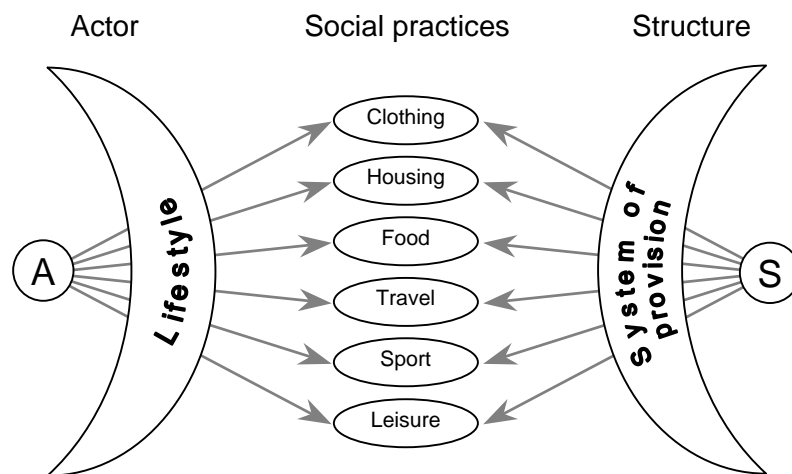 Actor Social practices Structure
Clothing
Housing
Food
Travel
Sport
Leisure
A
Lifestyle
System of
provision
S